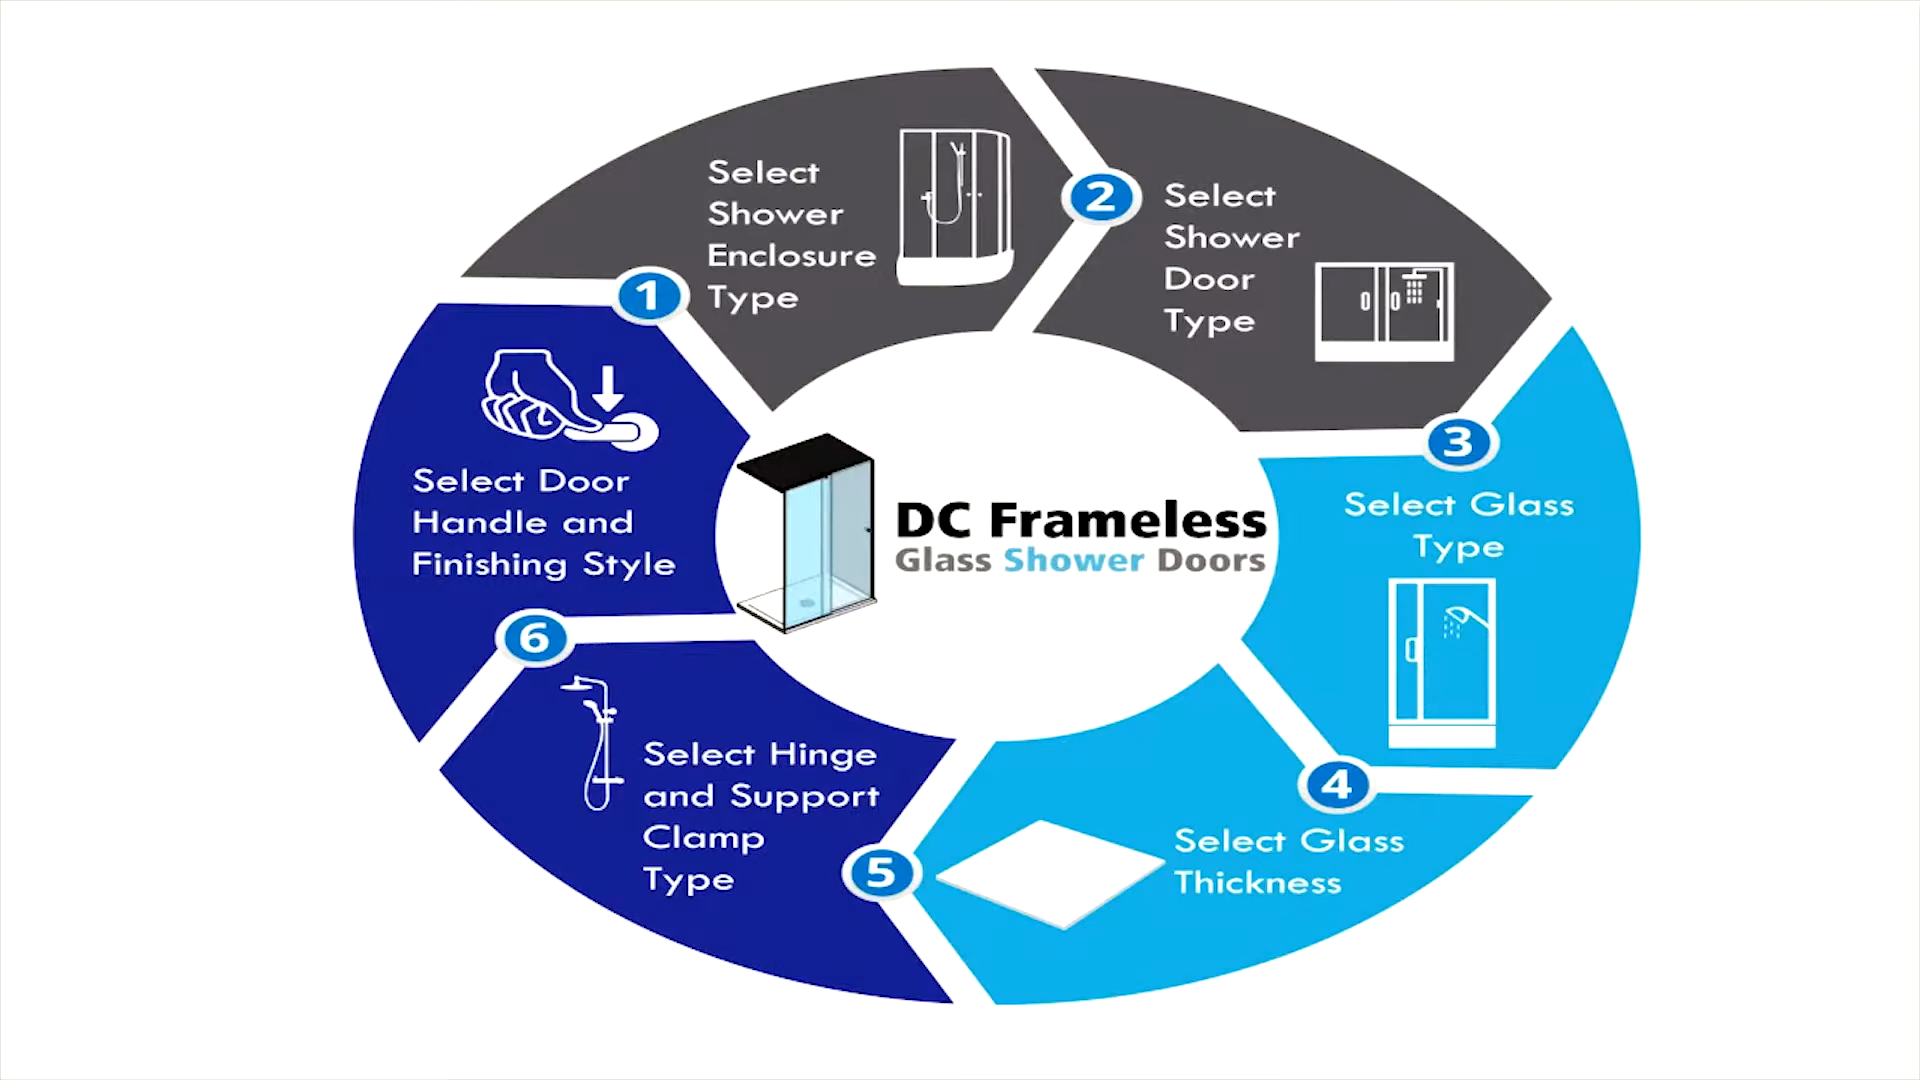 1
Select
Shower
Enclosure
Type
2
Select
Shower
Door
Type
3
Select Glass
Type
4
Select Glass
Thickness
5
Select Hinge
and Support
Clamp
Type
6
Select Door
Handle and
Finishing Style
DC Frameless
Glass Shower Doors